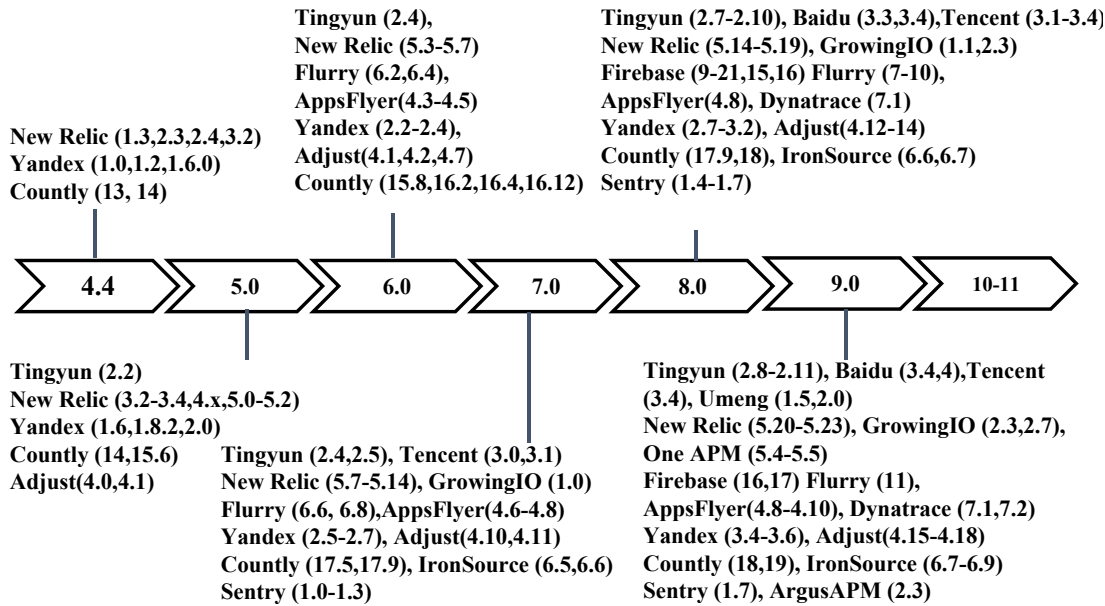 Tingyun (2.4),
New Relic (5.3-5.7)
Flurry (6.2,6.4),
AppsFlyer(4.3-4.5)
Yandex (2.2-2.4),
Adjust(4.1,4.2,4.7)
Countly (15.8,16.2,16.4,16.12)
Tingyun (2.7-2.10), Baidu (3.3,3.4),Tencent (3.1-3.4)
New Relic (5.14-5.19), GrowingIO (1.1,2.3)
Firebase (9-21,15,16) Flurry (7-10),
AppsFlyer(4.8), Dynatrace (7.1)
Yandex (2.7-3.2), Adjust(4.12-14)
Countly (17.9,18), IronSource (6.6,6.7)
Sentry (1.4-1.7)
New Relic (1.3,2.3,2.4,3.2)
Yandex (1.0,1.2,1.6.0)
Countly (13, 14)
4.4
5.0
6.0
7.0
8.0
9.0
10-11
Tingyun (2.2)
New Relic (3.2-3.4,4.x,5.0-5.2)
Yandex (1.6,1.8.2,2.0)
Countly (14,15.6)
Adjust(4.0,4.1)
Tingyun (2.4,2.5), Tencent (3.0,3.1)
New Relic (5.7-5.14), GrowingIO (1.0)
Flurry (6.6, 6.8),AppsFlyer(4.6-4.8)
Yandex (2.5-2.7), Adjust(4.10,4.11)
Countly (17.5,17.9), IronSource (6.5,6.6)
Sentry (1.0-1.3)
Tingyun (2.8-2.11), Baidu (3.4,4),Tencent
(3.4), Umeng (1.5,2.0)
New Relic (5.20-5.23), GrowingIO (2.3,2.7),
One APM (5.4-5.5)
Firebase (16,17) Flurry (11),
AppsFlyer(4.8-4.10), Dynatrace (7.1,7.2)
Yandex (3.4-3.6), Adjust(4.15-4.18)
Countly (18,19), IronSource (6.7-6.9)
Sentry (1.7), ArgusAPM (2.3)